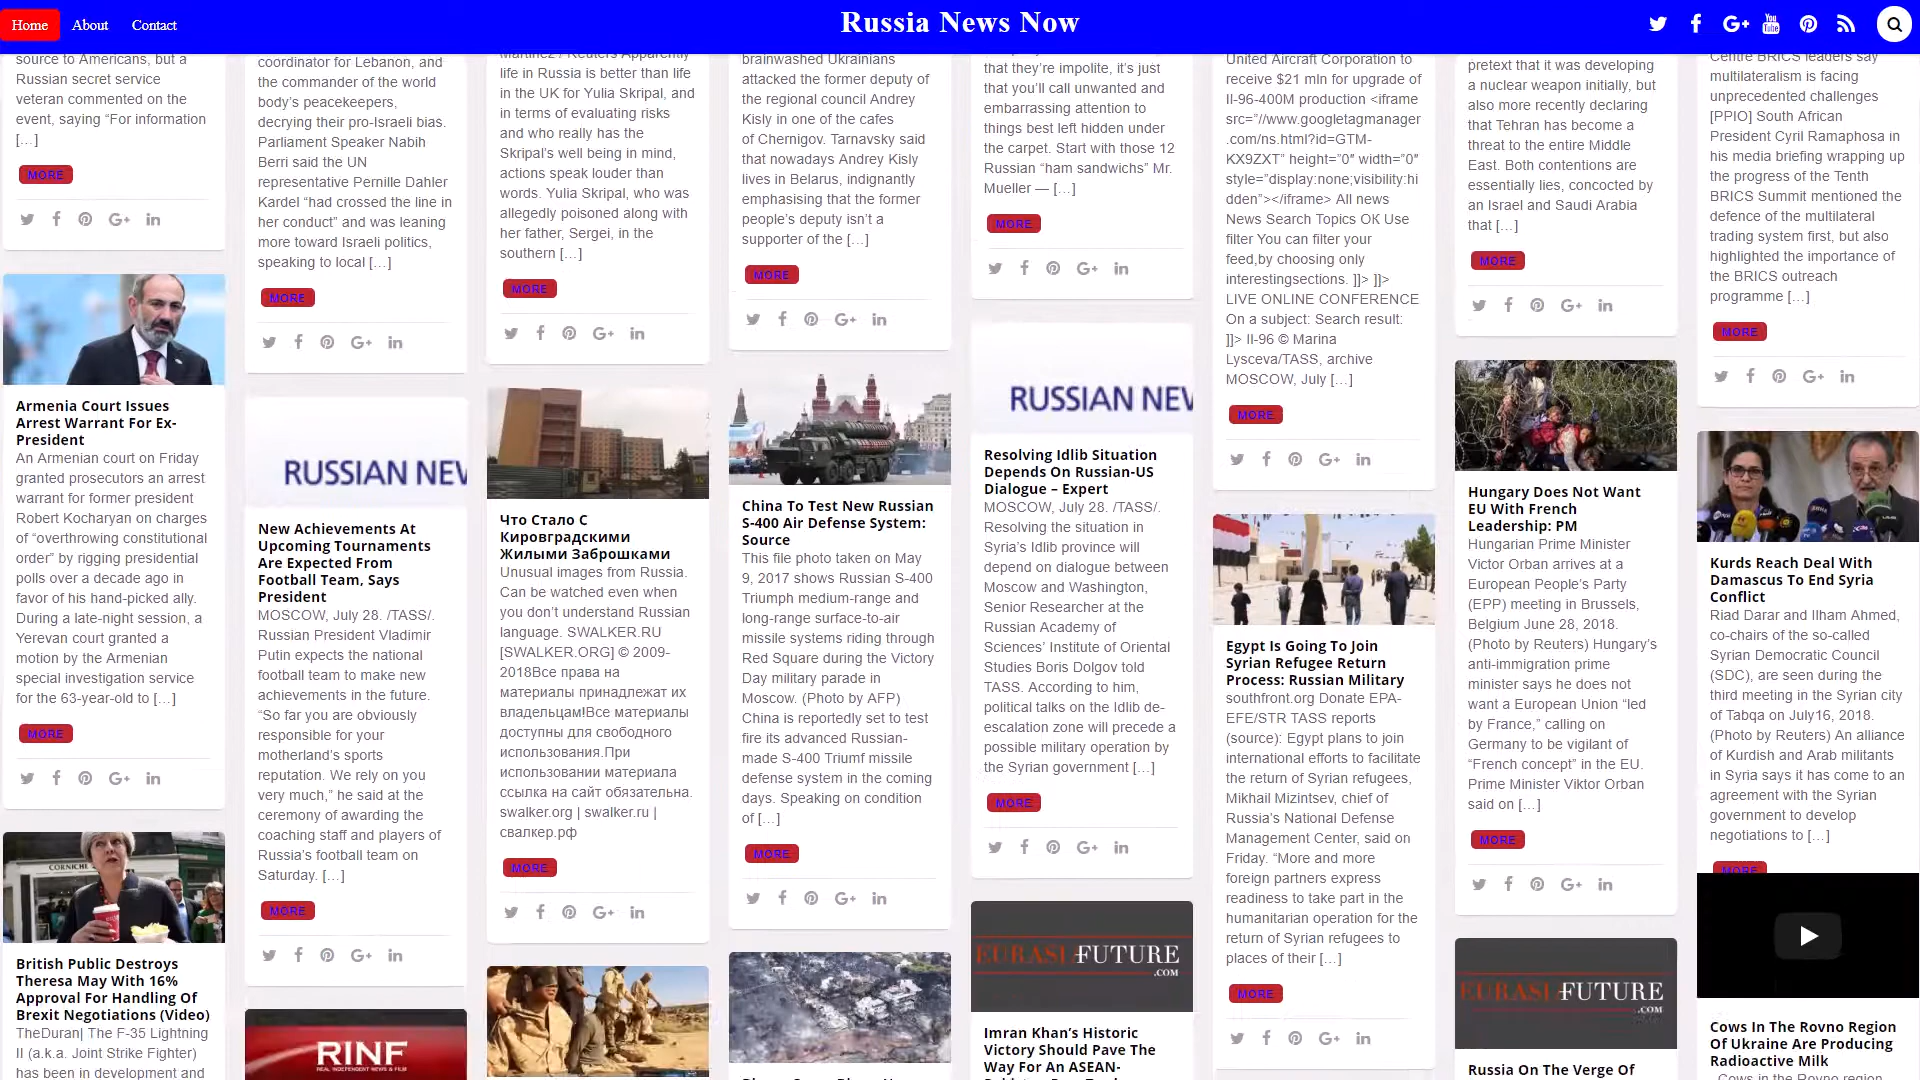 Home
About
Contact
Russia News Now
source to Americans, but a
Russian secret service
veteran commented on the
event, saying “For information
[…]
MORE
Armenia Court Issues
Arrest Warrant For Ex-
President
An Armenian court on Friday
granted prosecutors an arrest
warrant for former president
Robert Kocharyan on charges
of “overthrowing constitutional
order” by rigging presidential
polls over a decade ago in
favor of his hand-picked ally.
During a late-night session, a
Yerevan court granted a
motion by the Armenian
special investigation service
for the 63-year-old to […]
MORE
CORNICHE
British Public Destroys
Theresa May With 16%
Approval For Handling Of
Brexit Negotiations (Video)
TheDuran| The F-35 Lightning
II (a.k.a. Joint Strike Fighter)
has been in development and
coordinator for Lebanon, and
the commander of the world
body’s peacekeepers,
decrying their pro-Israeli bias.
Parliament Speaker Nabih
Berri said the UN
representative Pernille Dahler
Kardel “had crossed the line in
her conduct” and was leaning
more toward Israeli politics,
speaking to local […]
MORE
RUSSIAN NEV
New Achievements At
Upcoming Tournaments
Are Expected From
Football Team, Says
President
MOSCOW, July 28. /TASS/.
Russian President Vladimir
Putin expects the national
football team to make new
achievements in the future.
“So far you are obviously
responsible for your
motherland’s sports
reputation. We rely on you
very much,” he said at the
ceremony of awarding the
coaching staff and players of
Russia’s football team on
Saturday. […]
MORE
RINF
REAL INDEPENDENT NEWS & FILM
Martinez / Reuters Apparently
life in Russia is better than life
in the UK for Yulia Skripal, and
in terms of evaluating risks
and who really has the
Skripal’s well being in mind,
actions speak louder than
words. Yulia Skripal, who was
allegedly poisoned along with
her father, Sergei, in the
southern […]
MORE
Что Стало С
Кировградскими
Жилыми Заброшками
Unusual images from Russia.
Can be watched even when
you don’t understand Russian
language. SWALKER.RU
[SWALKER.ORG] © 2009-
2018Все права на
материалы принадлежат их
владельцам!Все материалы
доступны для свободного
использования.При
использовании материала
ссылка на сайт обязательна.
swalker.org | swalker.ru |
свалкер.рф
MORE
brainwashed Ukrainians
attacked the former deputy of
the regional council Andrey
Kisly in one of the cafes
of Chernigov. Tarnavsky said
that nowadays Andrey Kisly
lives in Belarus, indignantly
emphasising that the former
people’s deputy isn’t a
supporter of the […]
MORE
China To Test New Russian
S-400 Air Defense System:
Source
This file photo taken on May
9, 2017 shows Russian S-400
Triumph medium-range and
long-range surface-to-air
missile systems riding through
Red Square during the Victory
Day military parade in
Moscow. (Photo by AFP)
China is reportedly set to test
fire its advanced Russian-
made S-400 Triumf missile
defense system in the coming
days. Speaking on condition
of […]
MORE
that they’re impolite, it’s just
that you’ll call unwanted and
embarrassing attention to
things best left hidden under
the carpet. Start with those 12
Russian “ham sandwichs” Mr.
Mueller — […]
MORE
RUSSIAN NEV
Resolving Idlib Situation
Depends On Russian-US
Dialogue – Expert
MOSCOW, July 28. /TASS/.
Resolving the situation in
Syria’s Idlib province will
depend on dialogue between
Moscow and Washington,
Senior Researcher at the
Russian Academy of
Sciences’ Institute of Oriental
Studies Boris Dolgov told
TASS. According to him,
political talks on the Idlib de-
escalation zone will precede a
possible military operation by
the Syrian government […]
MORE
EURASIAFUTURE
.COM
Imran Khan’s Historic
Victory Should Pave The
Way For An ASEAN-
United Aircraft Corporation to
receive $21 mln for upgrade of
Il-96-400M production <iframe
src=”//www.googletagmanager
.com/ns.html?id=GTM-
KX9ZXT” height=”0″ width=”0″
style=”display:none;visibility:hi
dden”></iframe> All news
News Search Topics OK Use
filter You can filter your
feed,by choosing only
interestingsections. ]]> ]]>
LIVE ONLINE CONFERENCE
On a subject: Search result:
]]> Il-96 © Marina
Lysceva/TASS, archive
MOSCOW, July […]
MORE
Egypt Is Going To Join
Syrian Refugee Return
Process: Russian Military
southfront.org Donate EPA-
EFE/STR TASS reports
(source): Egypt plans to join
international efforts to facilitate
the return of Syrian refugees,
Mikhail Mizintsev, chief of
Russia’s National Defense
Management Center, said on
Friday. “More and more
foreign partners express
readiness to take part in the
humanitarian operation for the
return of Syrian refugees to
places of their […]
MORE
pretext that it was developing
a nuclear weapon initially, but
also more recently declaring
that Tehran has become a
threat to the entire Middle
East. Both contentions are
essentially lies, concocted by
an Israel and Saudi Arabia
that […]
MORE
Hungary Does Not Want
EU With French
Leadership: PM
Hungarian Prime Minister
Victor Orban arrives at a
European People’s Party
(EPP) meeting in Brussels,
Belgium June 28, 2018.
(Photo by Reuters) Hungary’s
anti-immigration prime
minister says he does not
want a European Union “led
by France,” calling on
Germany to be vigilant of
“French concept” in the EU.
Prime Minister Viktor Orban
said on […]
MORE
EURASIAFUTURE
.COM
Russia On The Verge Of
Centre BRICS leaders say
multilateralism is facing
unprecedented challenges
[PPIO] South African
President Cyril Ramaphosa in
his media briefing wrapping up
the progress of the Tenth
BRICS Summit mentioned the
defence of the multilateral
trading system first, but also
highlighted the importance of
the BRICS outreach
programme […]
MORE
Kurds Reach Deal With
Damascus To End Syria
Conflict
Riad Darar and Ilham Ahmed,
co-chairs of the so-called
Syrian Democratic Council
(SDC), are seen during the
third meeting in the Syrian city
of Tabqa on July16, 2018.
(Photo by Reuters) An alliance
of Kurdish and Arab militants
in Syria says it has come to an
agreement with the Syrian
government to develop
negotiations to […]
MORE
Cows In The Rovno Region
Of Ukraine Are Producing
Radioactive Milk
Cows in the Rovno region